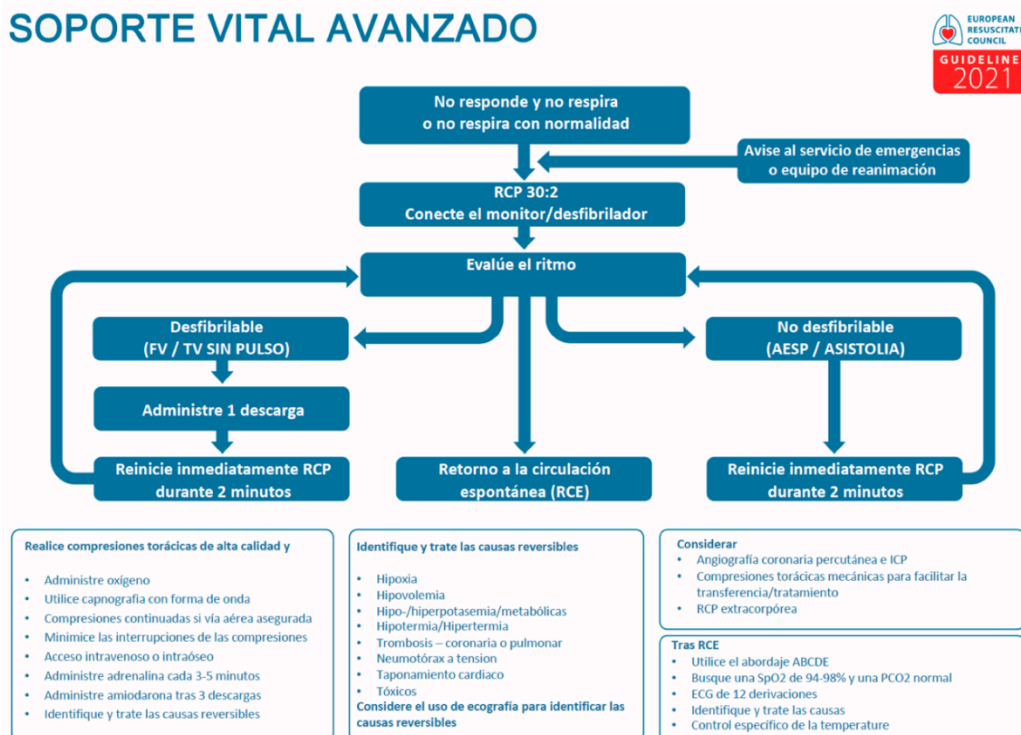 SOPORTE VITAL AVANZADO
EUROPEAN
RESUSCITATI
COUNCIL
GUIDELINE
2021
No responde y no respira
o no respira con normalidad
Avise al servicio de emergencias
o equipo de reanimación
RCP 30:2
Conecte el monitor/desfibrilador
Evalúe el ritmo
Desfibrilable
(FV / TV SIN PULSO)
No desfibrilable
(AESP / ASISTOLIA)
Administre 1 descarga
Reinicie inmediatamente RCP
durante 2 minutos
Retorno a la circulación
espontánea (RCE)
Reinicie inmediatamente RCP
durante 2 minutos
Realice compresiones torácicas de alta calidad y
• Administre oxígeno
• Utilice capnografia con forma de onda
• Compresiones continuadas si vía aérea asegurada
• Minimice las interrupciones de las compresiones
• Acceso intravenoso o intraóseo
• Administre adrenalina cada 3-5 minutos
• Administre amiodarona tras 3 descargas
• Identifique y trate las causas reversibles
Identifique y trate las causas reversibles
• Hipoxia
• Hipovolemia
• Hipo-/hiperpotasemia/metabólicas
• Hipotermia/Hipertermia
• Trombosis – coronaria o pulmonar
• Neumotórax a tension
• Taponamiento cardiaco
• Tóxicos
Considere el uso de ecografía para identificar las
causas reversibles
Considerar
• Angiografía coronaria percutánea e ICP
• Compresiones torácicas mecánicas para facilitar la
transferencia/tratamiento
• RCP extracorpórea
Tras RCE
• Utilice el abordaje ABCDE
• Busque una SpO2 de 94-98% y una PCO2 normal
• ECG de 12 derivaciones
• Identifique y trate las causas
• Control específico de la temperature